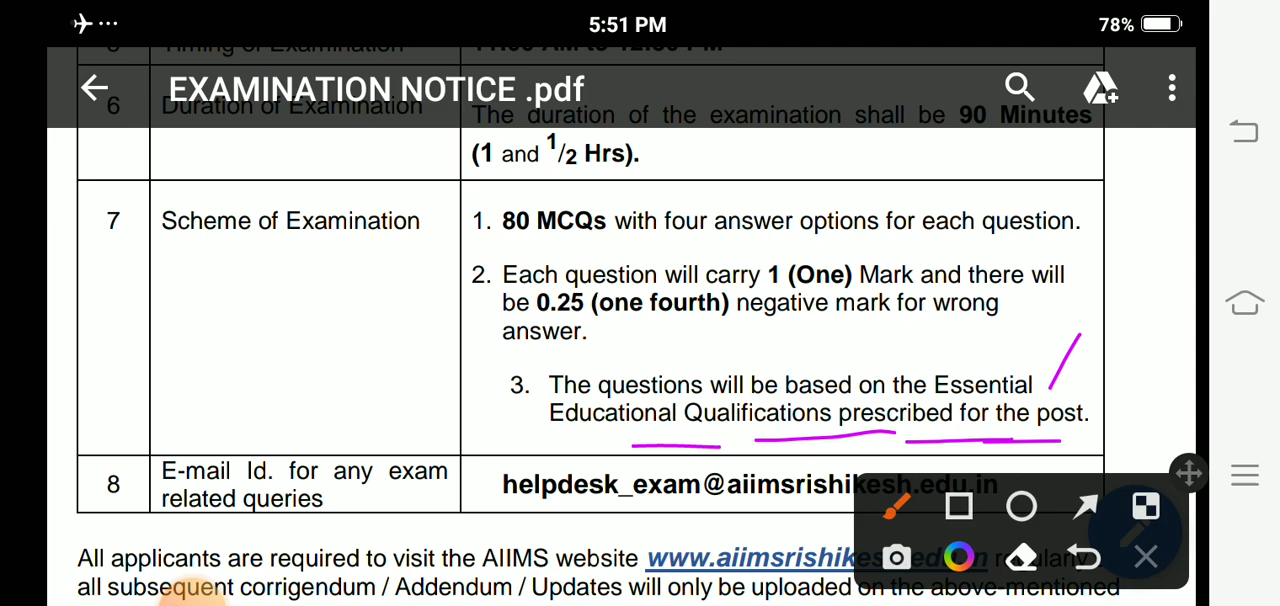 5:51 PM
78%
Timing of Examination
EXAMINATION NOTICE .pdf
6 Duration of Examination The duration of the examination shall be 90 Minutes
(1 and 1/2 Hrs).
7 Scheme of Examination 1. 80 MCQs with four answer options for each question.
2. Each question will carry 1 (One) Mark and there will
be 0.25 (one fourth) negative mark for wrong
answer.
3. The questions will be based on the Essential
Educational Qualifications prescribed for the post.
8 E-mail Id. for any exam
related queries
helpdesk_exam@aiimsrishikesh.edu.in
All applicants are required to visit the AIIMS website www.aiimsrishikes
all subsequent corrigendum / Addendum / Updates will only be uploaded on the above-mentioned